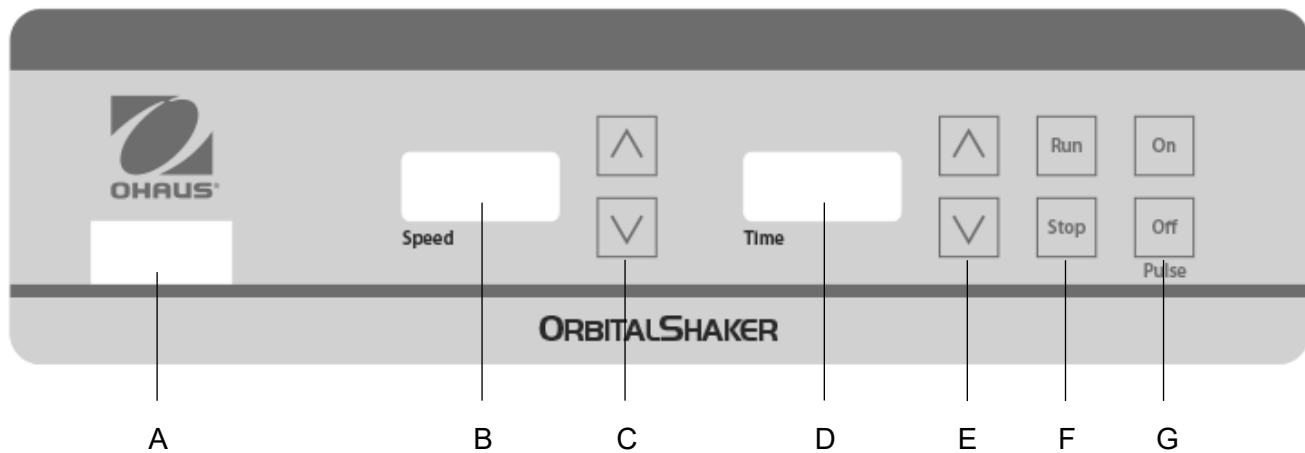 OHAUS®
Speed
Time
Run
On
Stop
Off
Pulse
ORBITALSHAKER
A B C D E F G